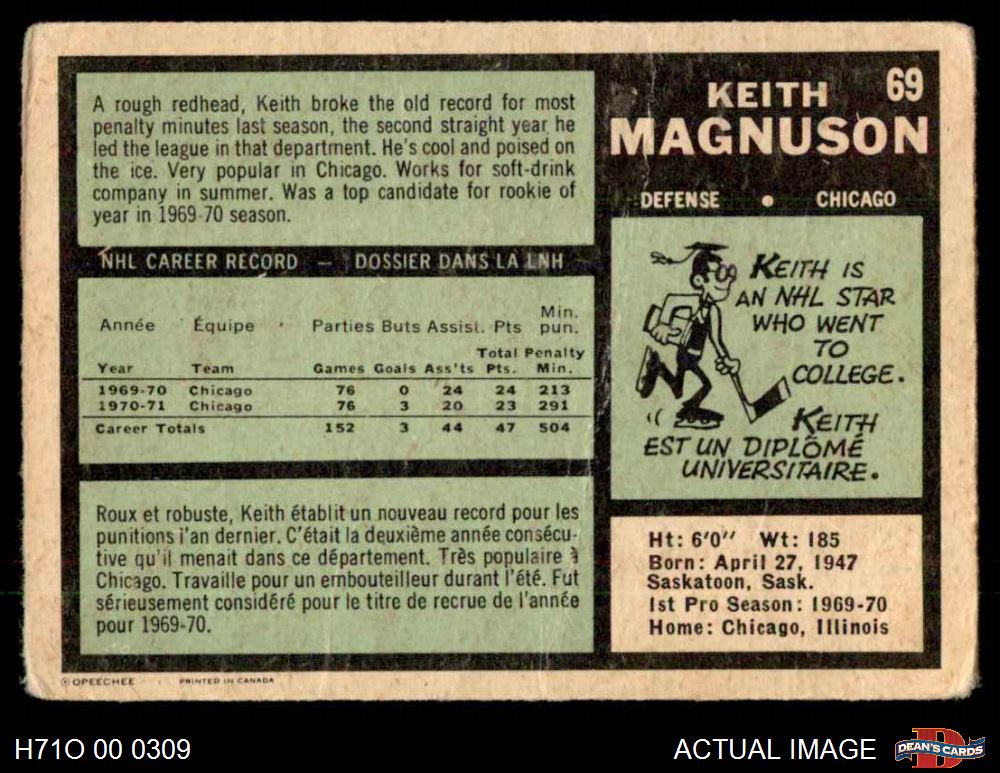 A rough redhead, Keith broke the old record for most
penalty minutes last season, the second straight year he
led the league in that department. He's cool and poised on
the ice. Very popular in Chicago. Works for soft-drink
company in summer. Was a top candidate for rookie of
year in 1969-70 season.
69
KEITH
MAGNUSON
DEFENSE • CHICAGO
NHL CAREER RECORD — DOSSIER DANS LA LNH
Année Équipe Parties Buts Assist. Pts Min. pun.
Year Team Games Goals Ass'ts Total Pts. Penalty Min.
1969-70 Chicago 76 0 24 24 213
1970-71 Chicago 76 3 20 23 291
Career Totals 152 3 44 47 504
KEITH IS
AN NHL STAR
WHO WENT
TO
COLLEGE.
KEITH
EST UN DIPLÔMÉ
UNIVERSITAIRE.
Roux et robuste, Keith établit un nouveau record pour les
punitions l'an dernier. C'était la deuxième année consécu-
tive qu'il menait dans ce département. Très populaire à
Chicago. Travaille pour un embouteilleur durant l'été. Fut
sérieusement considéré pour le titre de recrue de l'année
pour 1969-70.
Ht: 6'0" Wt: 185
Born: April 27, 1947
Saskatoon, Sask.
1st Pro Season: 1969-70
Home: Chicago, Illinois
© OPEECHEE PRINTED IN CANADA
H71O 00 0309
ACTUAL IMAGE
D
DEAN'S CARDS